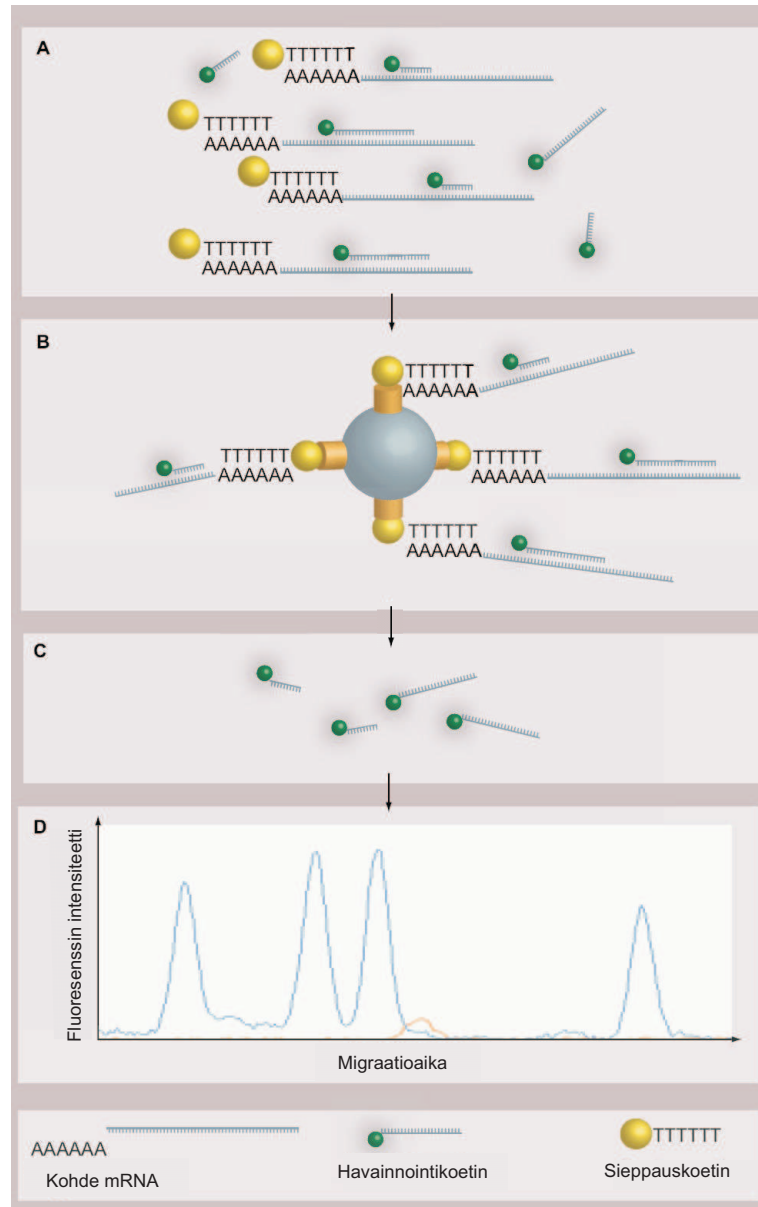 A
TTTTTT
AAAAAA
TTTTTT
AAAAAA
TTTTTT
AAAAAA
TTTTTT
AAAAAA
B
TTTTTT
AAAAAA
TTTTTT
AAAAAA
TTTTTT
AAAAAA
TTTTTT
AAAAAA
C
D
Fluoresenssin intensiteetti
Migraatioaika
AAAAAA
Kohde mRNA
Havainnointikoetin
TTTTTT
Sieppauskoetin